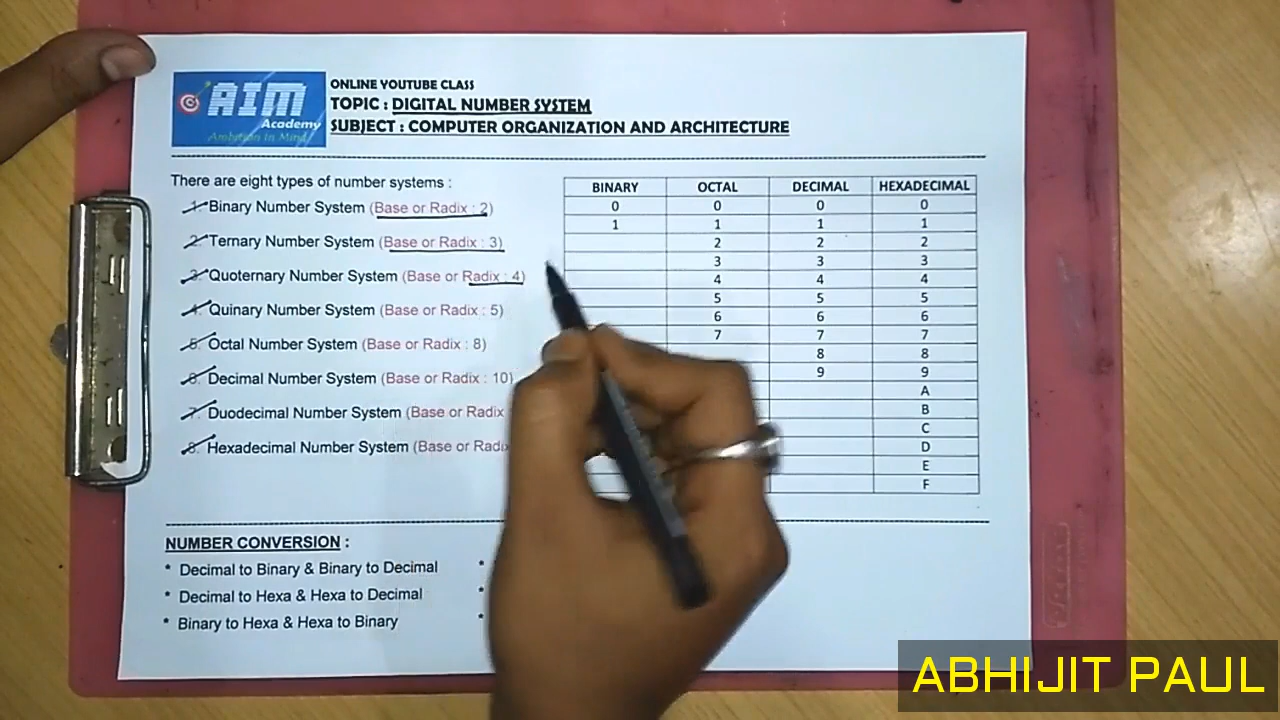 AIM
Academy
Ambition in Mind
ONLINE YOUTUBE CLASS
TOPIC : DIGITAL NUMBER SYSTEM
SUBJECT : COMPUTER ORGANIZATION AND ARCHITECTURE
There are eight types of number systems :
1. Binary Number System (Base or Radix : 2)
2. Ternary Number System (Base or Radix : 3)
3. Quoternary Number System (Base or Radix : 4)
4. Quinary Number System (Base or Radix : 5)
5. Octal Number System (Base or Radix : 8)
6. Decimal Number System (Base or Radix : 10)
7. Duodecimal Number System (Base or Radix
8. Hexadecimal Number System (Base or
BINARY OCTAL DECIMAL HEXADECIMAL
0 0 0 0
1 1 1 1
2 2 2
3 3 3
4 4 4
5 5 5
6 6 6
7 7 7
8 8
9 9
A
B
C
D
E
F
NUMBER CONVERSION :
* Decimal to Binary & Binary to Decimal *
* Decimal to Hexa & Hexa to Decimal *
* Binary to Hexa & Hexa to Binary *
ABHIJIT PAUL